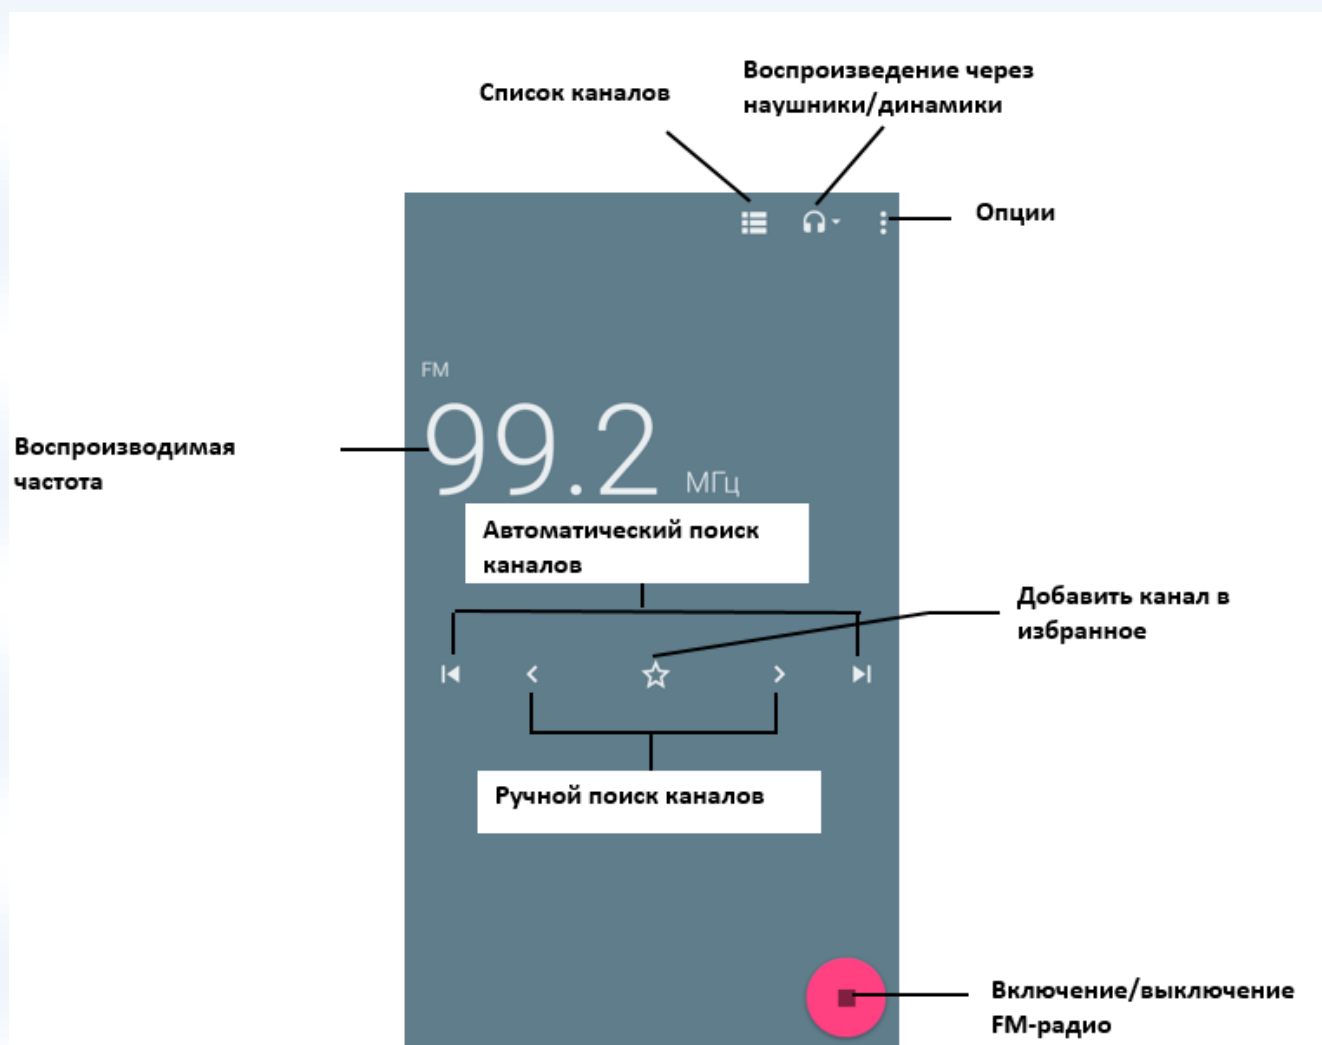 Список каналов
Воспроизведение через
наушники/динамики
Опции
FM
99.2 МГц
Воспроизводимая
частота
Автоматический поиск
каналов
Добавить канал в
избранное
Ручной поиск каналов
Включение/выключение
FM-радио